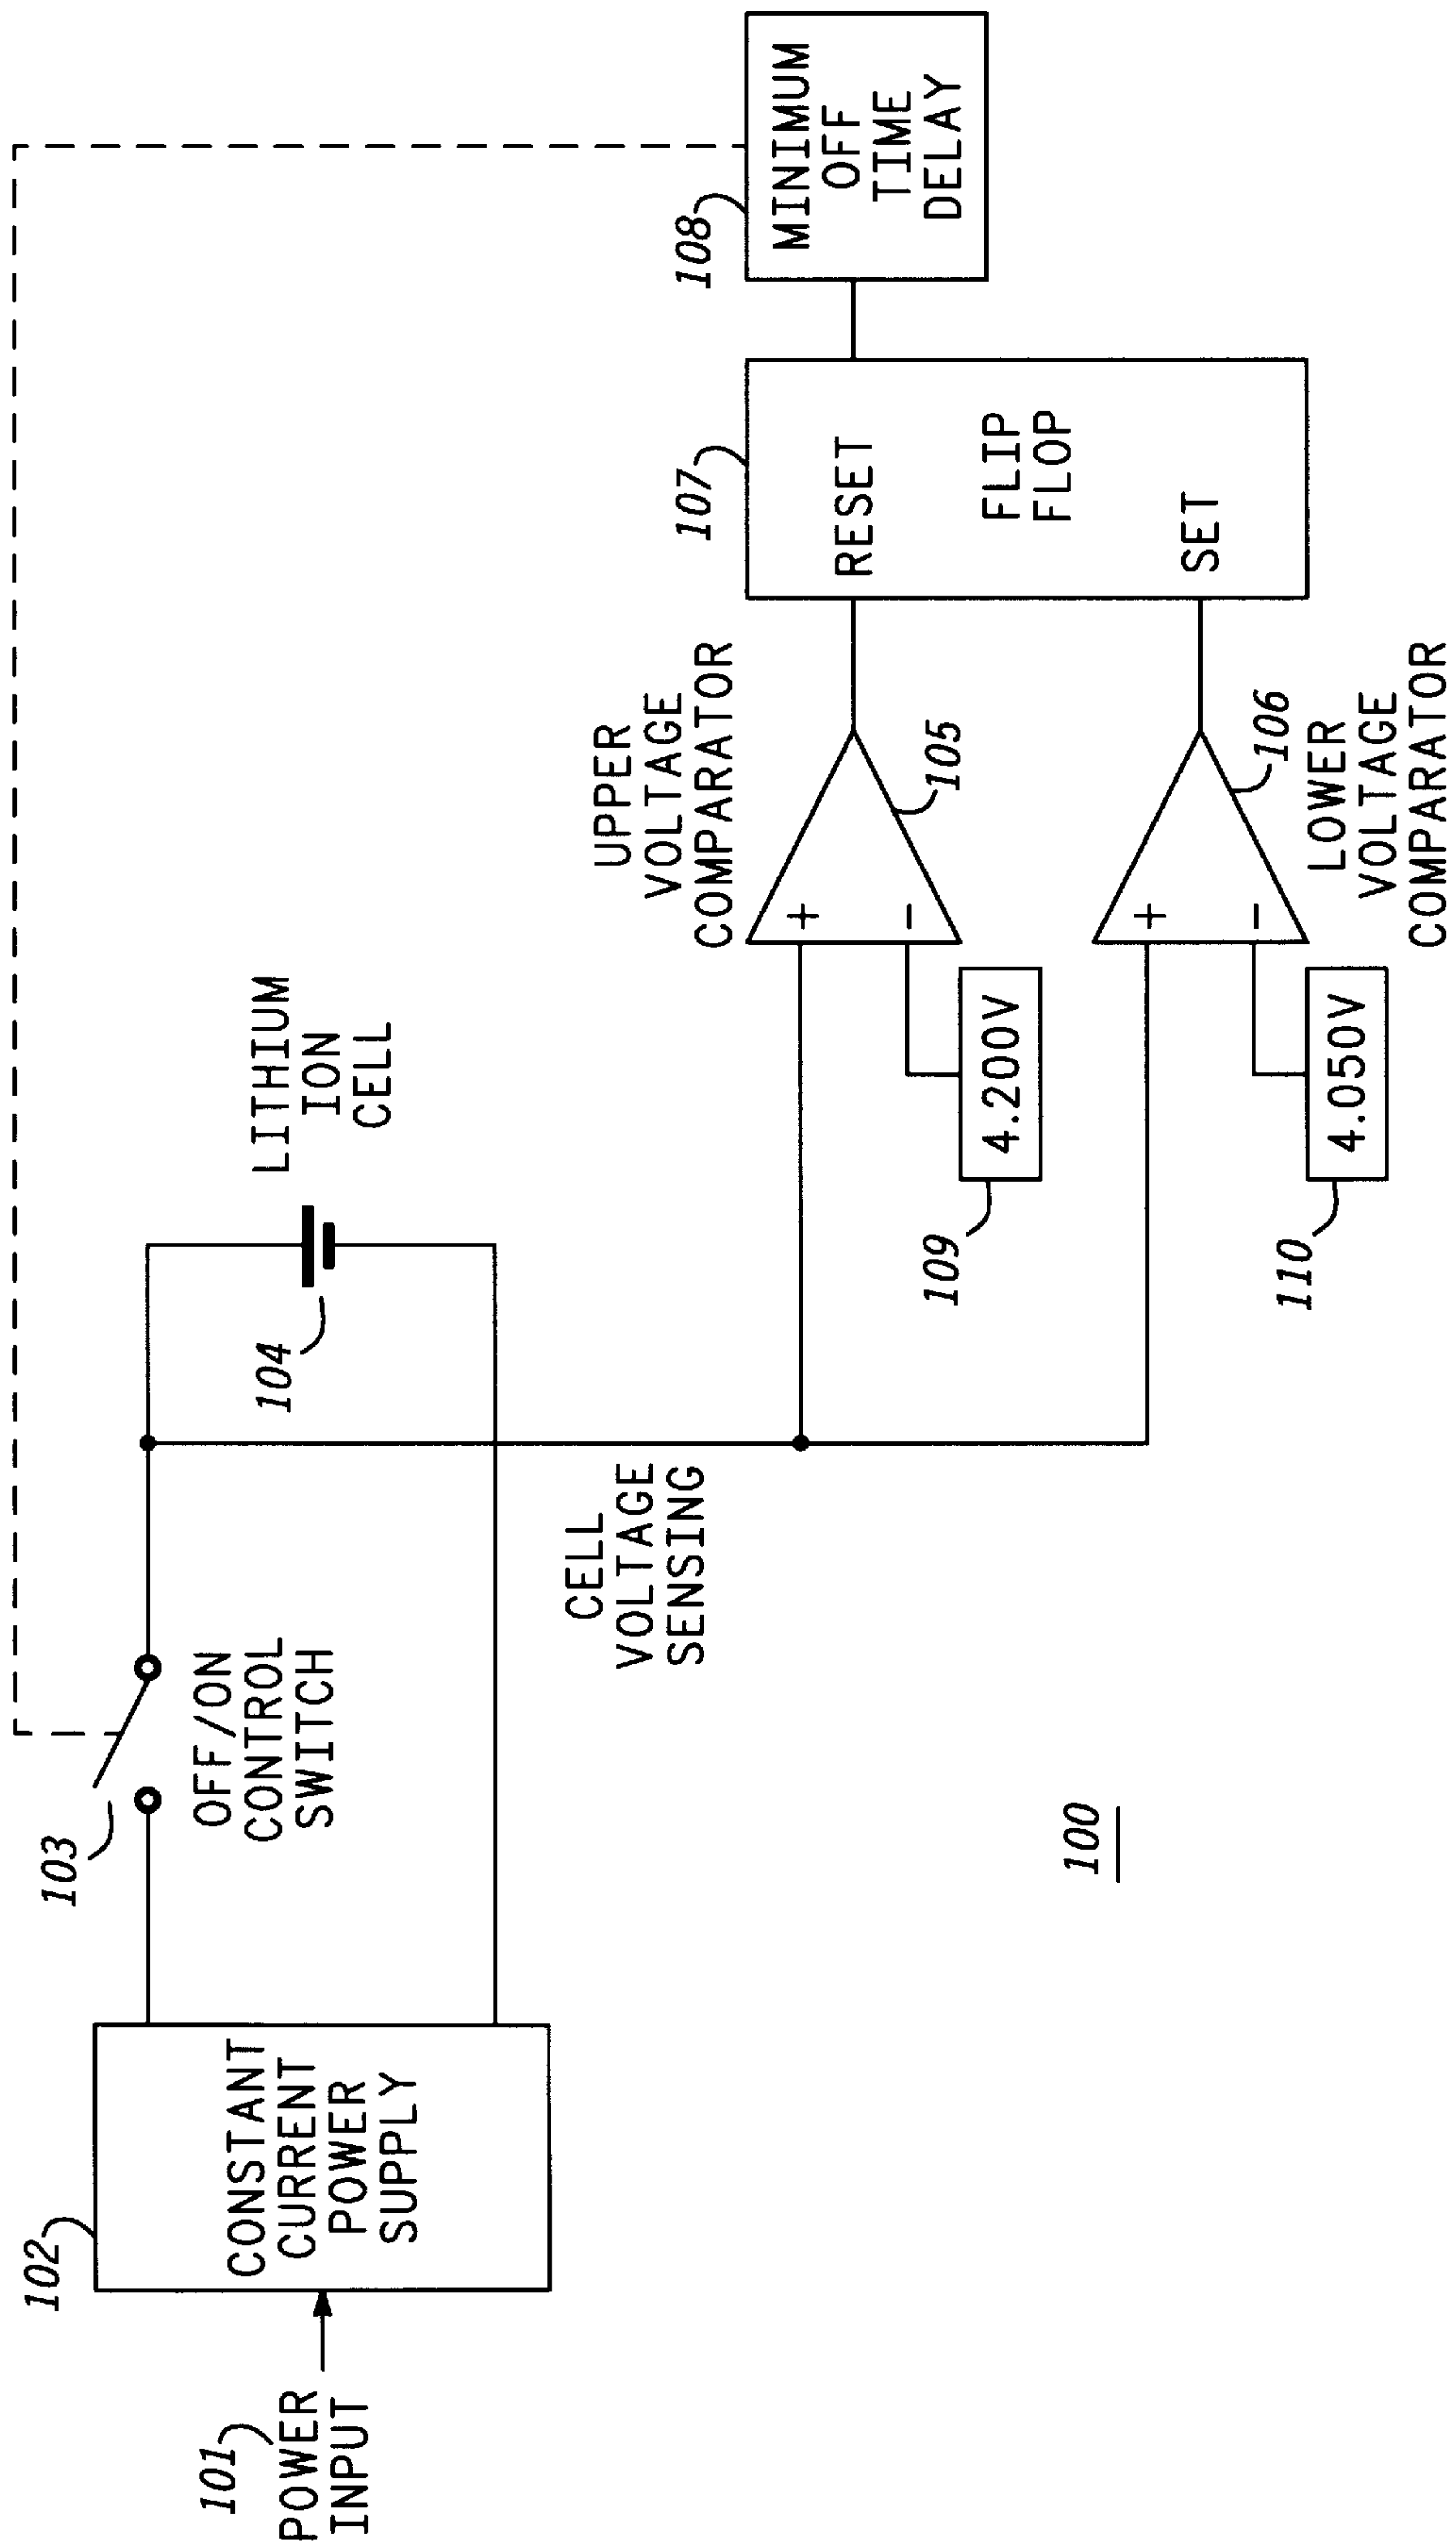 101
POWER
INPUT
102
CONSTANT
CURRENT
POWER
SUPPLY
103
OFF/ON
CONTROL
SWITCH
104
LITHIUM
ION
CELL
CELL
VOLTAGE
SENSING
UPPER
VOLTAGE
COMPARATOR
+
-
105
109
4.200V
LOWER
VOLTAGE
COMPARATOR
+
-
106
110
4.050V
107
RESET
FLIP
FLOP
SET
108
MINIMUM
OFF
TIME
DELAY
100